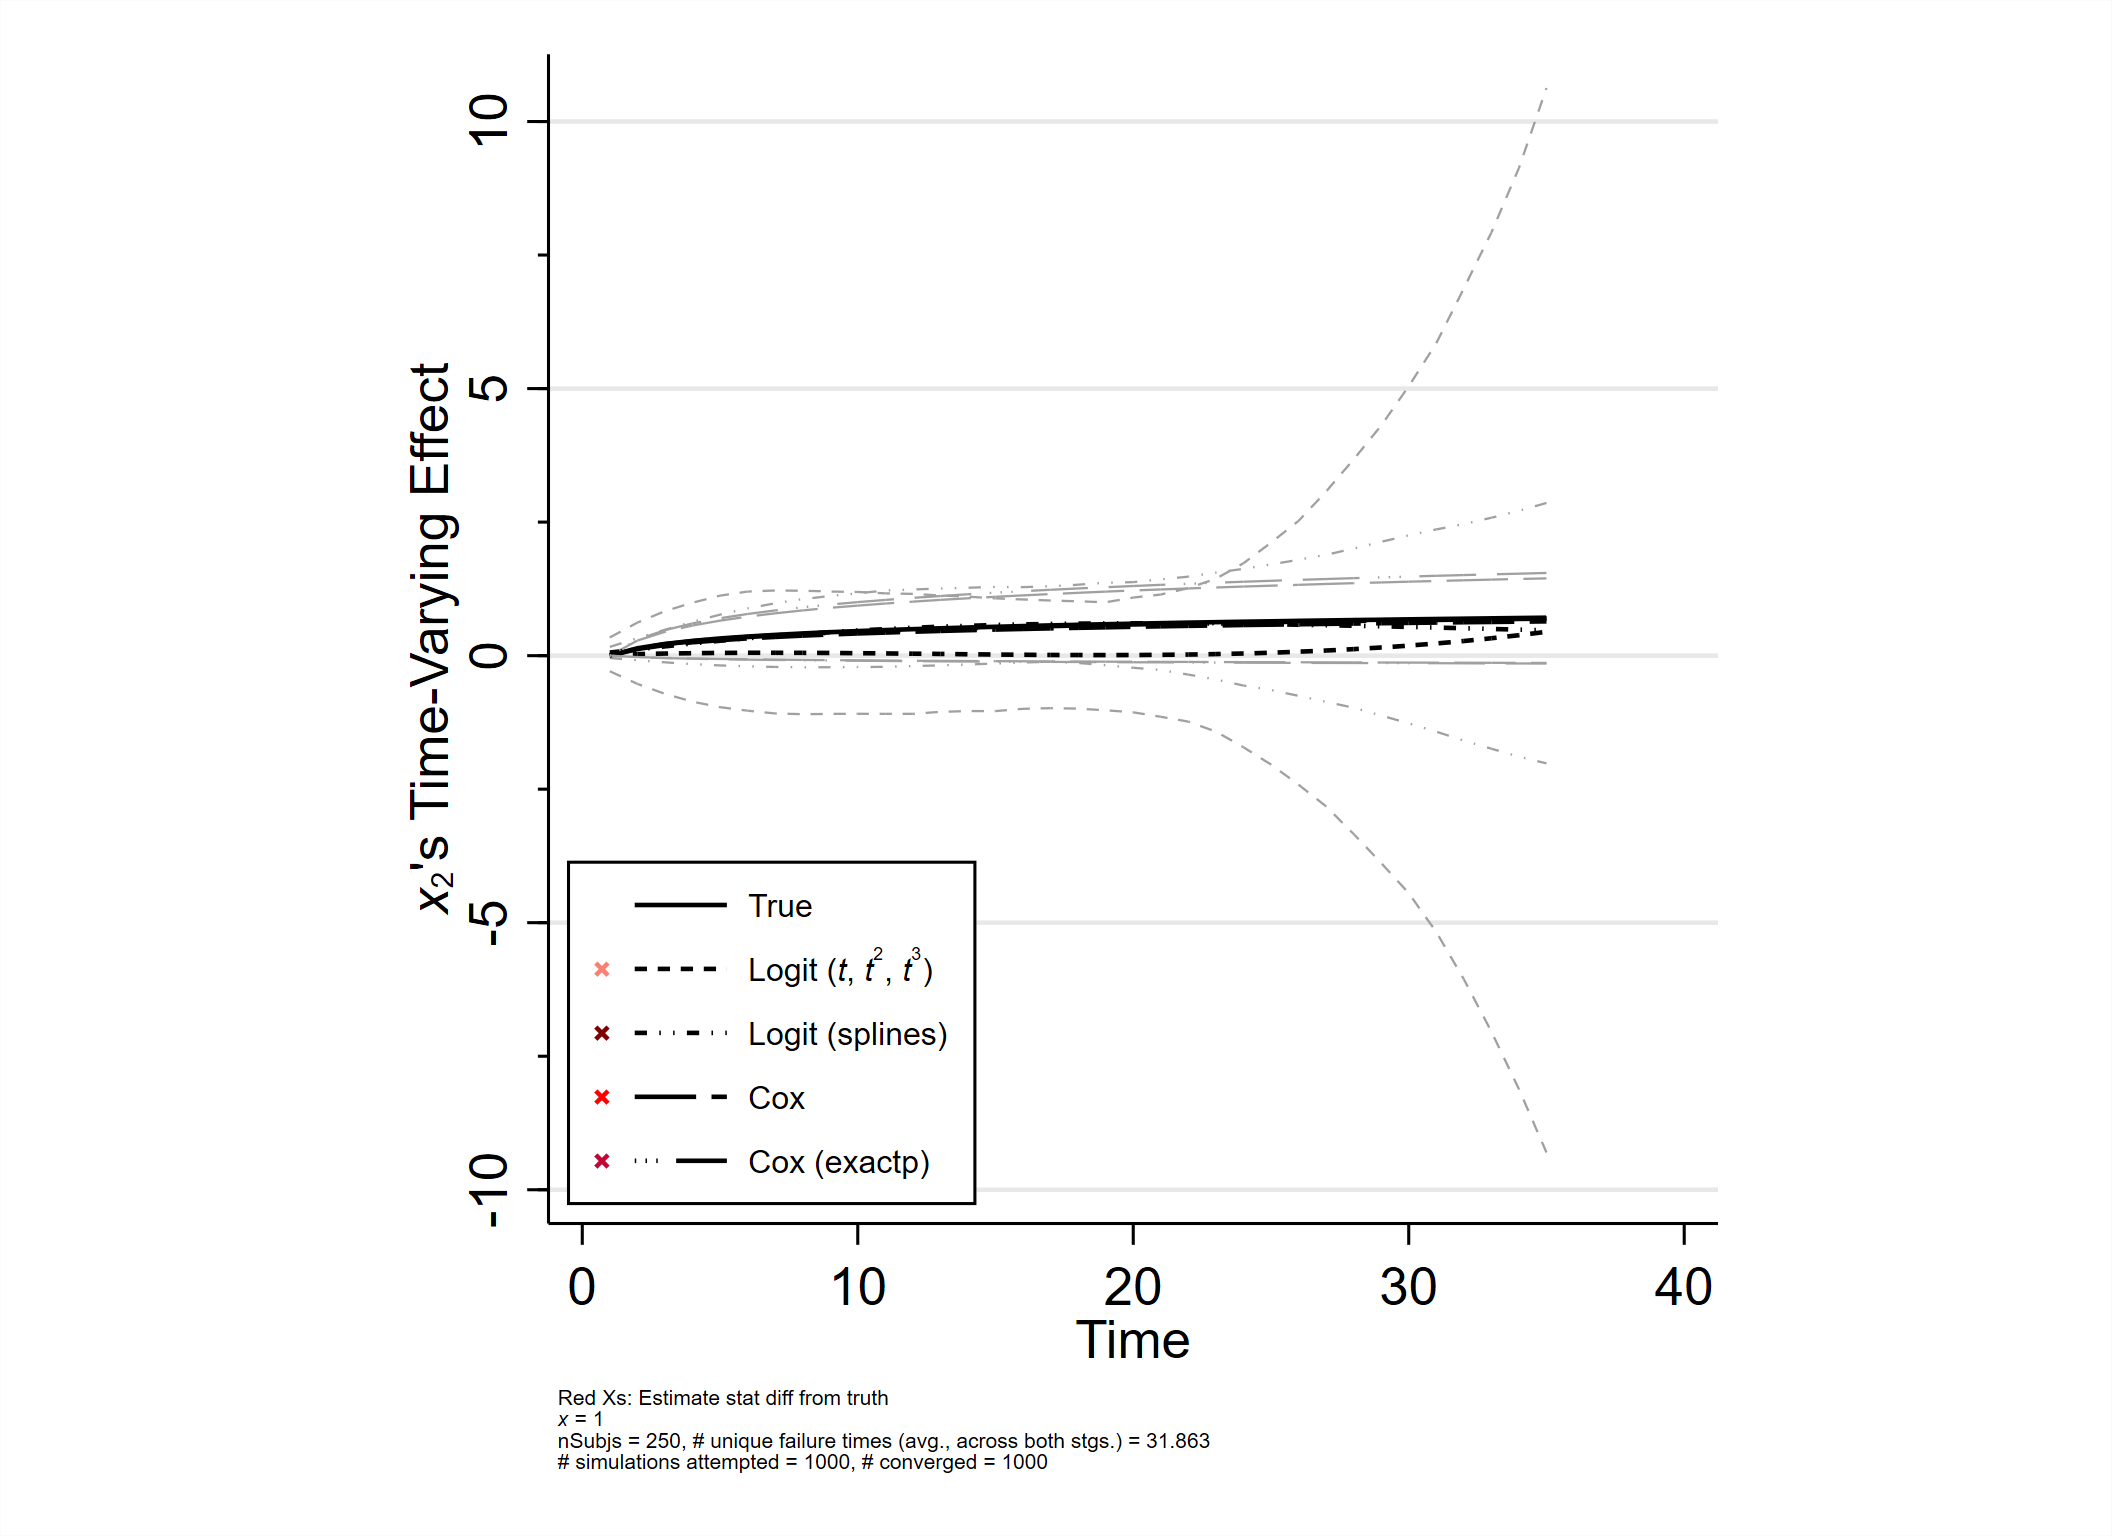 10
5
0
-5
-10
x₂'s Time-Varying Effect
True
Logit (t, t², t³)
Logit (splines)
Cox
Cox (exactp)
0 10 20 30 40
Time
Red Xs: Estimate stat diff from truth
x = 1
nSubjs = 250, # unique failure times (avg., across both stgs.) = 31.863
# simulations attempted = 1000, # converged = 1000